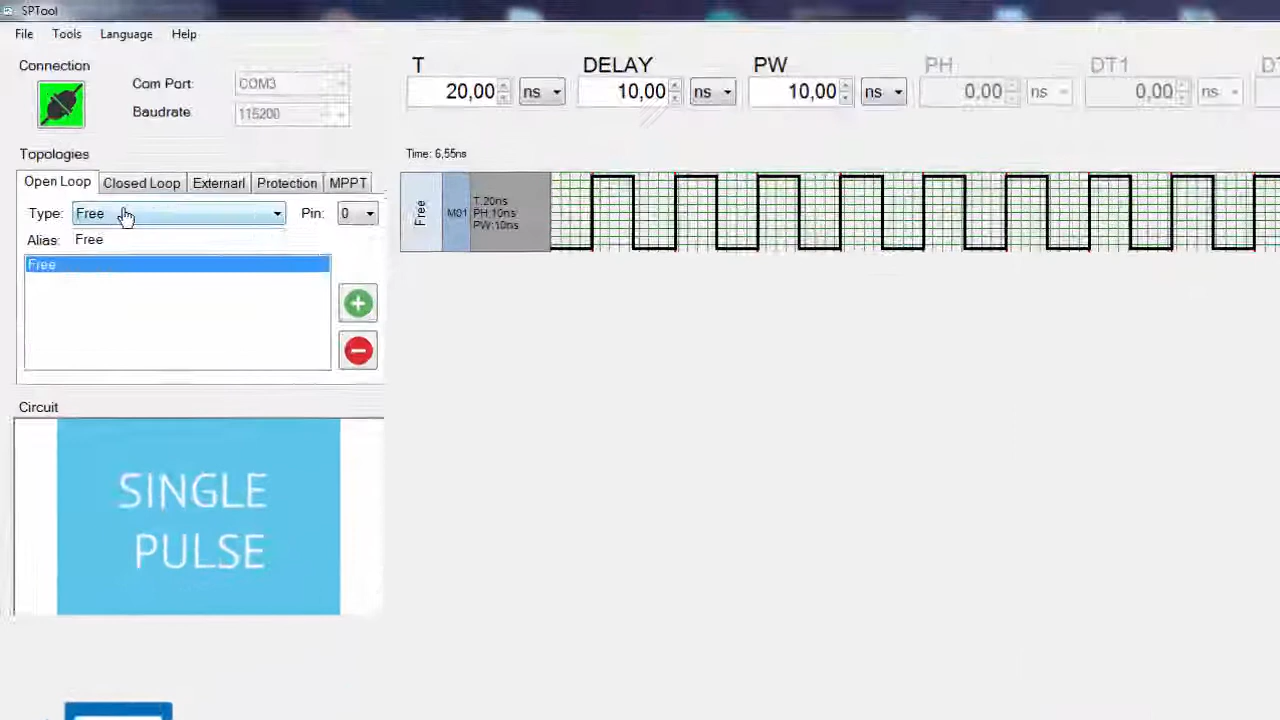 SPTool
File Tools Language Help
Connection
Com Port: COM3
Baudrate 115200
T DELAY PW PH DT1
20,00 ns 10,00 ns 10,00 ns 0,00 ns 0,00 ns
Time: 6,55ns
Topologies
Open Loop Closed Loop Externarl Protection MPPT
Type: Free Pin: 0
Alias: Free
Free
Free M01 T:20ns
PH:10ns
PW:10ns
Circuit
SINGLE
PULSE